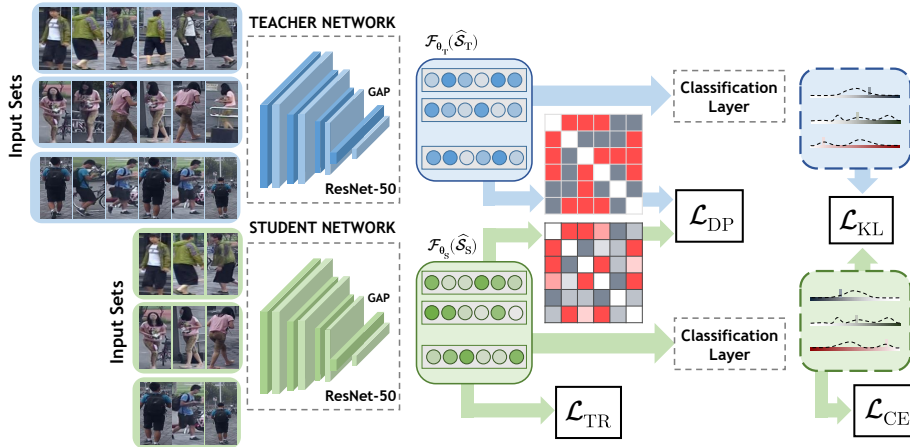 TEACHER NETWORK
Input Sets
GAP
ResNet-50
𝓕θT(ŜT)
Classification
Layer
𝓛DP
𝓛KL
STUDENT NETWORK
Input Sets
GAP
ResNet-50
𝓕θS(ŜS)
Classification
Layer
𝓛TR
𝓛CE